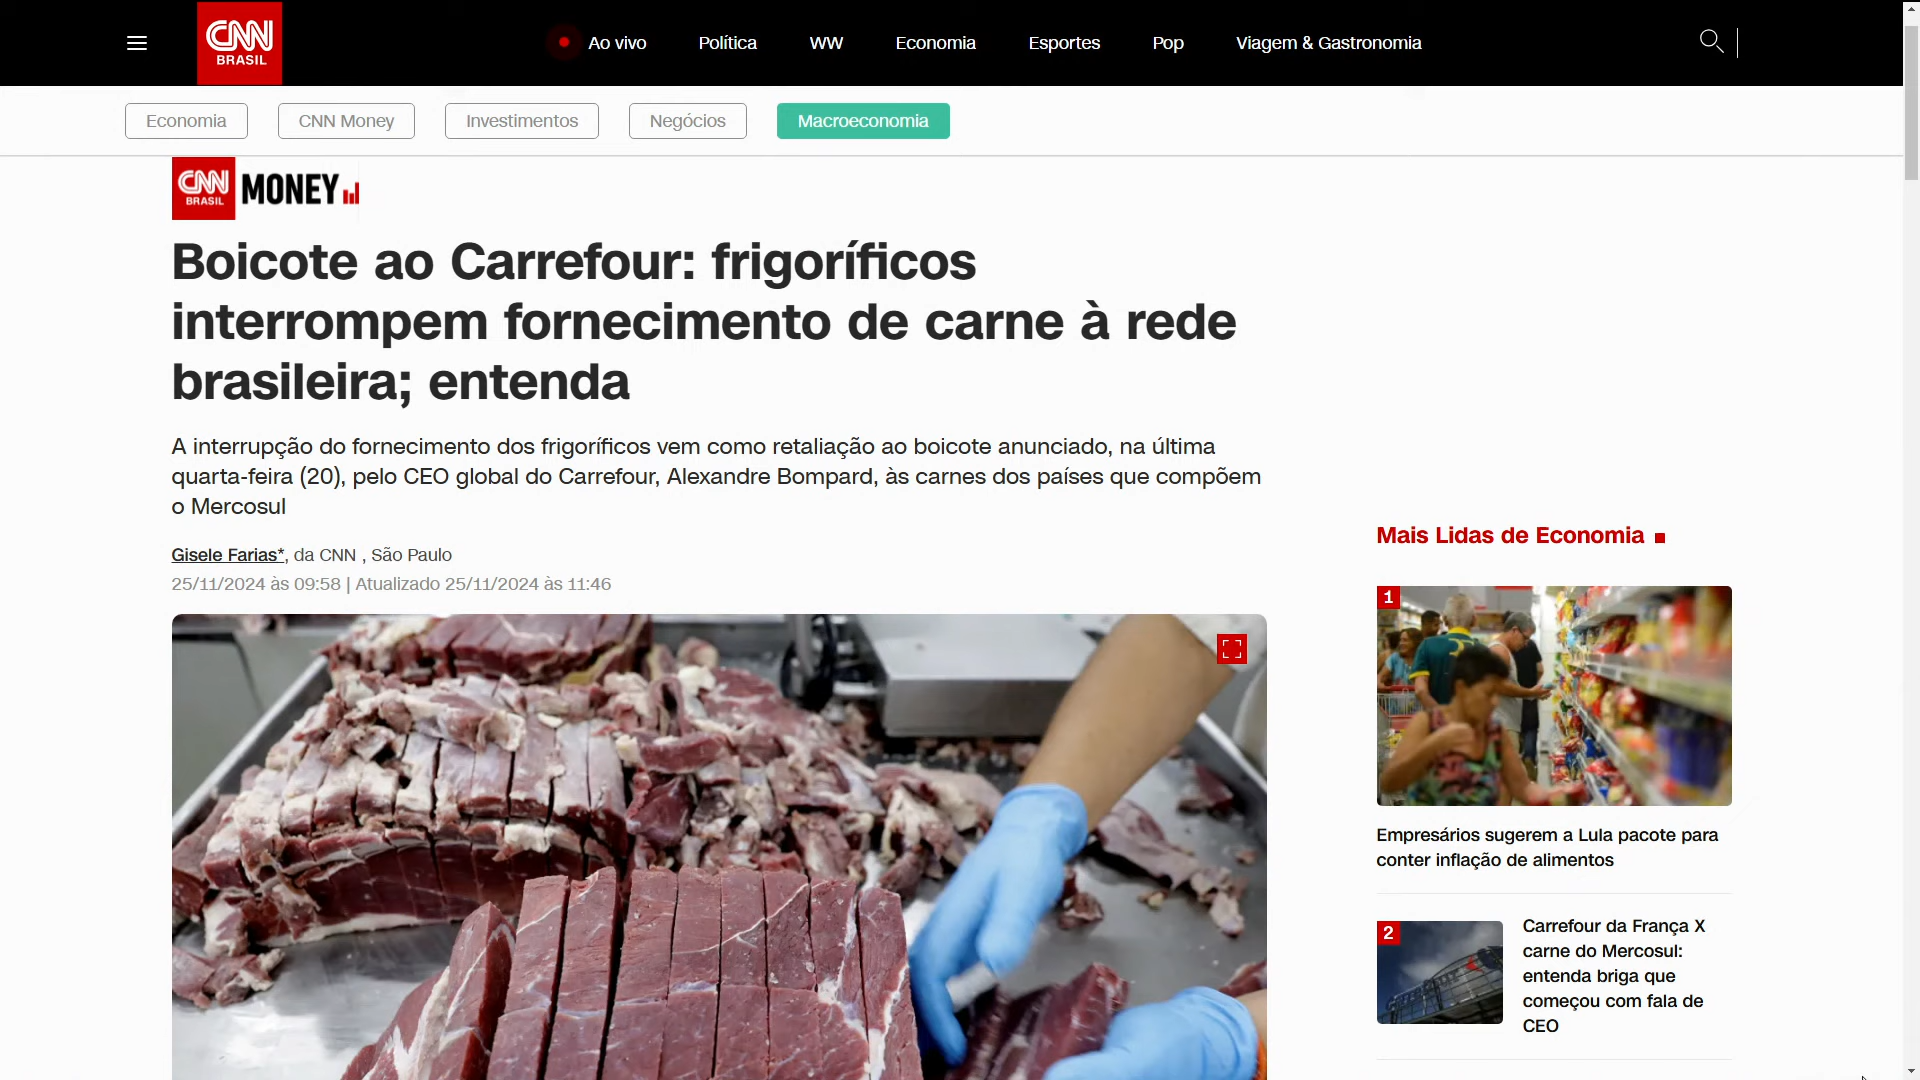 CNN
BRASIL
Ao vivo
Política
WW
Economia
Esportes
Pop
Viagem & Gastronomia
Economia
CNN Money
Investimentos
Negócios
Macroeconomia
CNN
BRASIL
MONEY
Boicote ao Carrefour: frigoríficos
interrompem fornecimento de carne à rede
brasileira; entenda
A interrupção do fornecimento dos frigoríficos vem como retaliação ao boicote anunciado, na última
quarta-feira (20), pelo CEO global do Carrefour, Alexandre Bompard, às carnes dos países que compõem
o Mercosul
Gisele Farias*, da CNN , São Paulo
25/11/2024 às 09:58 | Atualizado 25/11/2024 às 11:46
Mais Lidas de Economia
1
Empresários sugerem a Lula pacote para
conter inflação de alimentos
2
Carrefour da França X
carne do Mercosul:
entenda briga que
começou com fala de
CEO